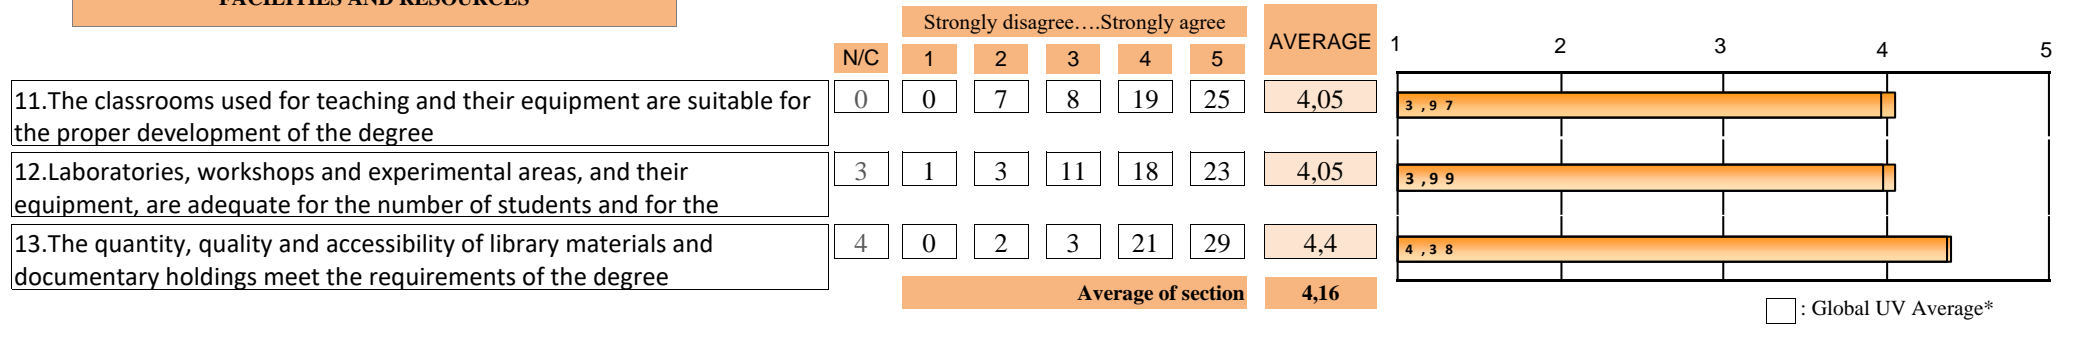 FACILITIES AND RESOURCES
Strongly disagree….Strongly agree
AVERAGE
N/C 1 2 3 4 5
1 2 3 4 5
11.The classrooms used for teaching and their equipment are suitable for
the proper development of the degree
0 0 7 8 19 25 4,05
3,97
12.Laboratories, workshops and experimental areas, and their
equipment, are adequate for the number of students and for the
3 1 3 11 18 23 4,05
3,99
13.The quantity, quality and accessibility of library materials and
documentary holdings meet the requirements of the degree
4 0 2 3 21 29 4,4
4,38
Average of section 4,16
: Global UV Average*